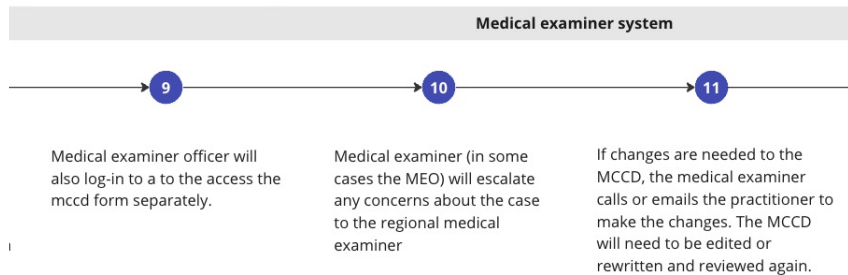 Medical examiner system
9
10
11
Medical examiner officer will
also log-in to a to the access the
mccd form separately.
Medical examiner (in some
cases the MEO) will escalate
any concerns about the case
to the regional medical
examiner
If changes are needed to the
MCCD, the medical examiner
calls or emails the practitioner to
make the changes. The MCCD
will need to be edited or
rewritten and reviewed again.